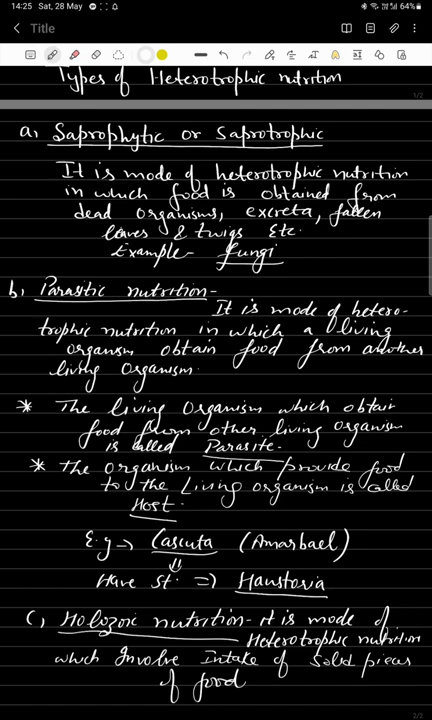 14:25 Sat, 28 May 64%
Title
Types of Heterotrophic nutrition
1/2
a, Saprophytic or Saprotrophic
It is mode of heterotrophic nutrition
in which food is obtained from
dead organisms, excreta, fallen
leaves & twigs Etc.
Example- fungi
b, Parasitic nutrition-
It is mode of hetero-
trophic nutrition in which a living
organism obtain food from another
living organism.
* The living organism which obtain
food from other living organism
is called Parasite.
* The organism which provide food
to the Living organism is called
Host.
E.g → Cascuta (Amarbael)
⇓
Have st. ⇒ Haustoria
C, Holozoic nutrition- it is mode of
Heterotrophic nutrition
which Involve Intake of Solid pieces
of food
2/2